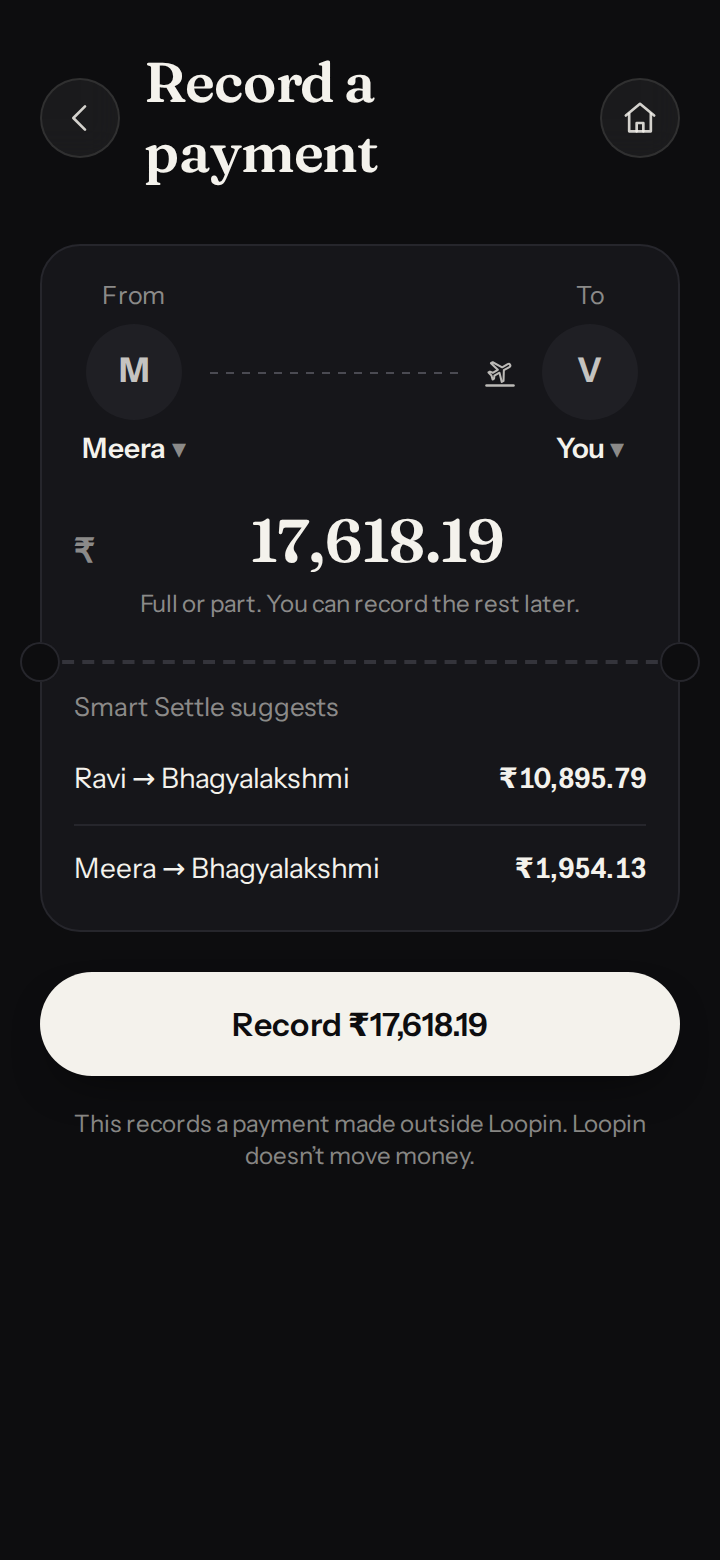 Record a
payment
From
To
M
V
Meera ▾
You ▾
₹ 17,618.19
Full or part. You can record the rest later.
Smart Settle suggests
Ravi → Bhagyalakshmi ₹10,895.79
Meera → Bhagyalakshmi ₹1,954.13
Record ₹17,618.19
This records a payment made outside Loopin. Loopin
doesn’t move money.